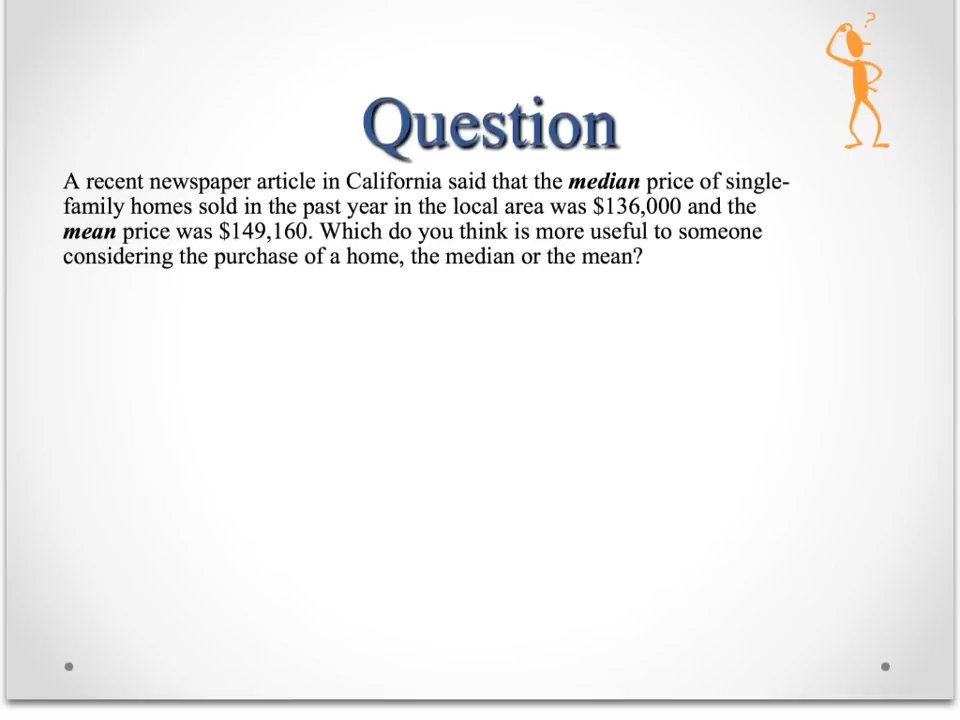 ?
Question
A recent newspaper article in California said that the median price of single-
family homes sold in the past year in the local area was $136,000 and the
mean price was $149,160. Which do you think is more useful to someone
considering the purchase of a home, the median or the mean?